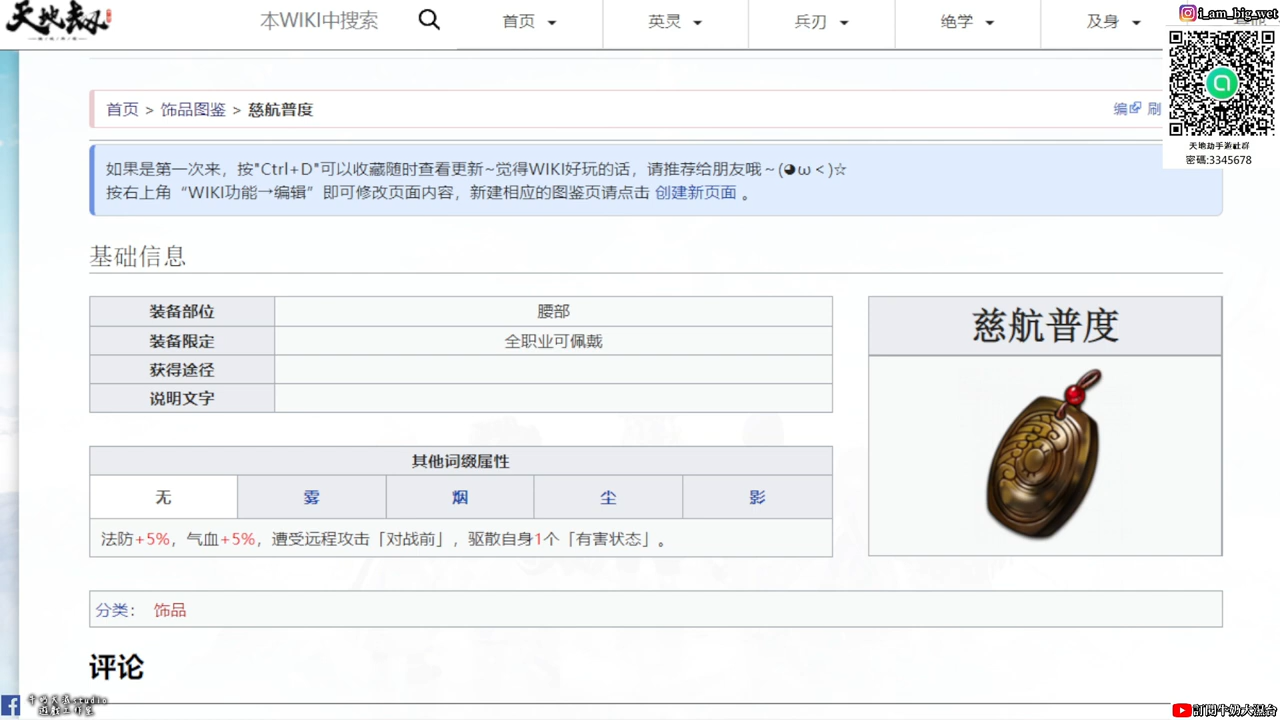 天地劫
本WIKI中搜索
首页
英灵
兵刃
绝学
及身
i_am_big_wet
天地劫手遊社群
密碼:3345678
首页 > 饰品图鉴 > 慈航普度
编 刷
如果是第一次来，按"Ctrl+D"可以收藏随时查看更新~觉得WIKI好玩的话，请推荐给朋友哦～(◕ω＜)☆
按右上角“WIKI功能→编辑”即可修改页面内容，新建相应的图鉴页请点击 创建新页面 。
基础信息
装备部位 腰部
装备限定 全职业可佩戴
获得途径
说明文字
慈航普度
其他词缀属性
无 雾 烟 尘 影
法防+5%，气血+5%，遭受远程攻击「对战前」，驱散自身1个「有害状态」。
分类： 饰品
评论
遊戲工作室
訂閱牛奶大混台